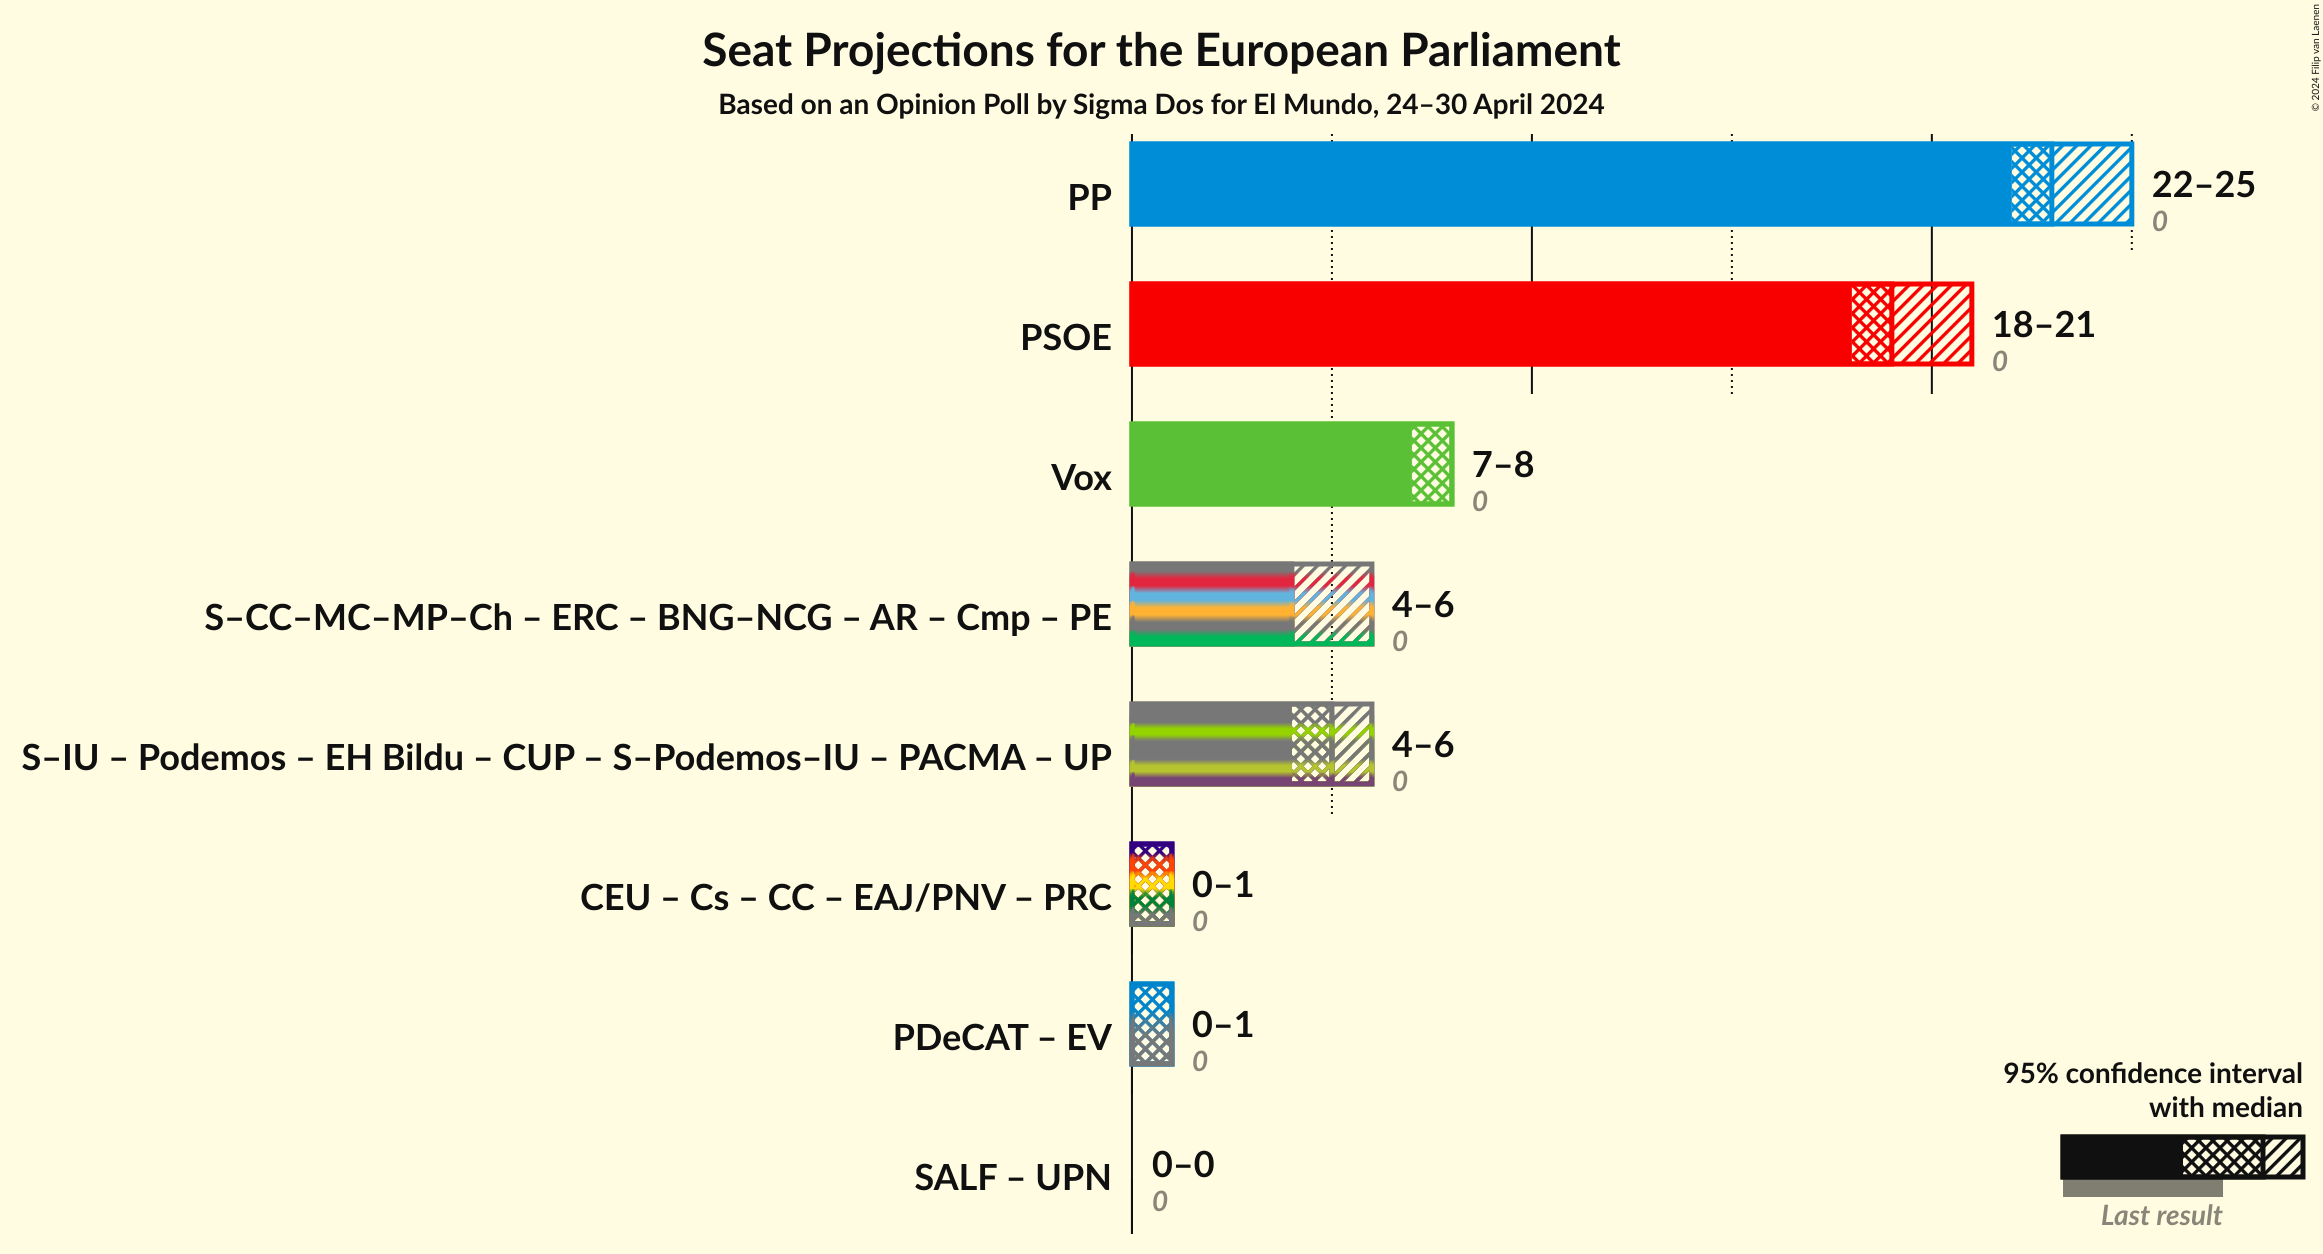 Seat Projections for the European Parliament
Based on an Opinion Poll by Sigma Dos for El Mundo, 24–30 April 2024
© 2024 Filip van Laenen
PP
22–25
0
PSOE
18–21
0
Vox
7–8
0
S–CC–MC–MP–Ch – ERC – BNG–NCG – AR – Cmp – PE
4–6
0
S–IU – Podemos – EH Bildu – CUP – S–Podemos–IU – PACMA – UP
4–6
0
CEU – Cs – CC – EAJ/PNV – PRC
0–1
0
PDeCAT – EV
0–1
0
SALF – UPN
0–0
0
95% confidence interval
with median
Last result